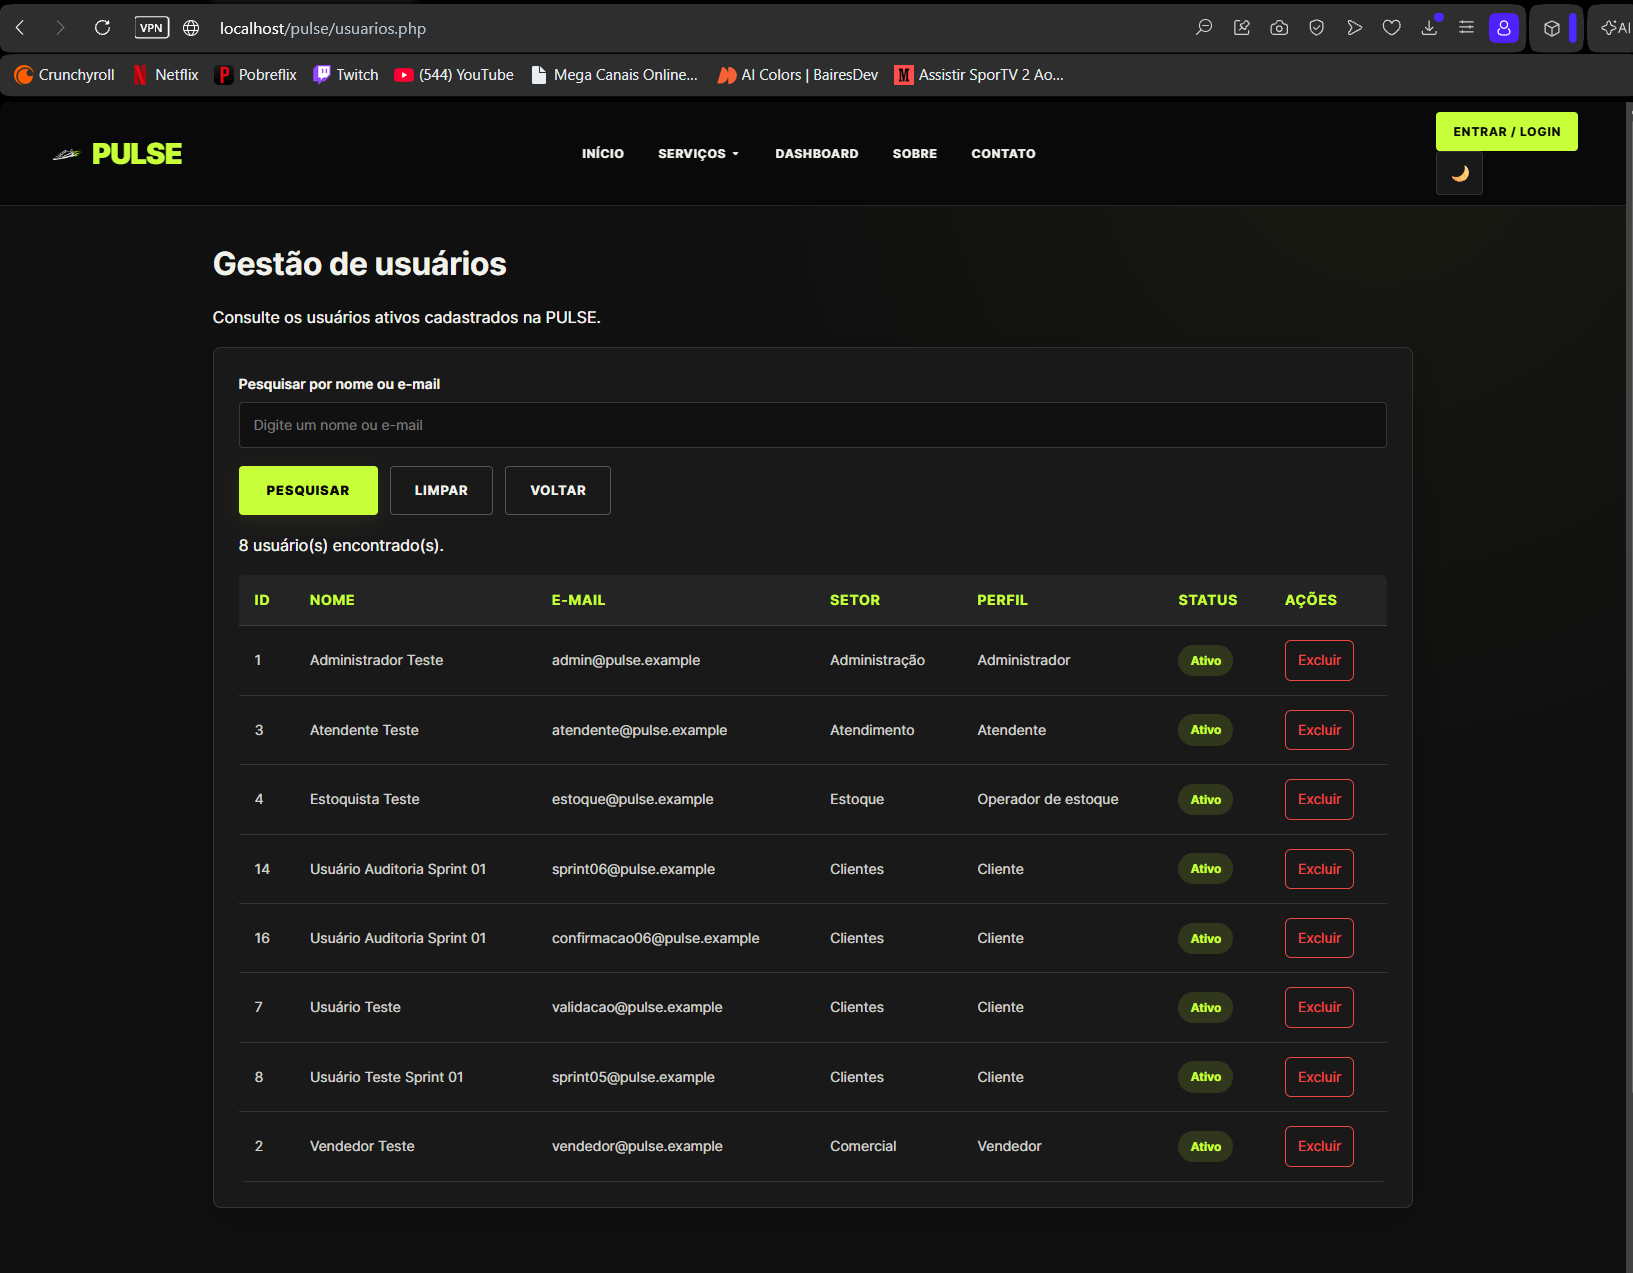 VPN localhost/pulse/usuarios.php AI
Crunchyroll Netflix Pobreflix Twitch (544) YouTube Mega Canais Online... AI Colors | BairesDev Assistir SporTV 2 Ao...
PULSE INÍCIO SERVIÇOS DASHBOARD SOBRE CONTATO ENTRAR / LOGIN
Gestão de usuários
Consulte os usuários ativos cadastrados na PULSE.
Pesquisar por nome ou e-mail
Digite um nome ou e-mail
PESQUISAR LIMPAR VOLTAR
8 usuário(s) encontrado(s).
ID NOME E-MAIL SETOR PERFIL STATUS AÇÕES
1 Administrador Teste admin@pulse.example Administração Administrador Ativo Excluir
3 Atendente Teste atendente@pulse.example Atendimento Atendente Ativo Excluir
4 Estoquista Teste estoque@pulse.example Estoque Operador de estoque Ativo Excluir
14 Usuário Auditoria Sprint 01 sprint06@pulse.example Clientes Cliente Ativo Excluir
16 Usuário Auditoria Sprint 01 confirmacao06@pulse.example Clientes Cliente Ativo Excluir
7 Usuário Teste validacao@pulse.example Clientes Cliente Ativo Excluir
8 Usuário Teste Sprint 01 sprint05@pulse.example Clientes Cliente Ativo Excluir
2 Vendedor Teste vendedor@pulse.example Comercial Vendedor Ativo Excluir